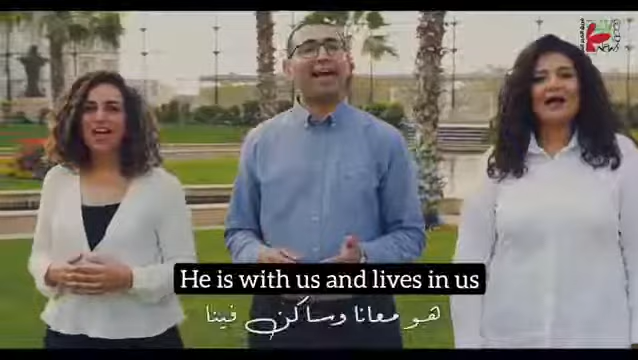 He is with us and lives in us
هو معانا وساكن فينا